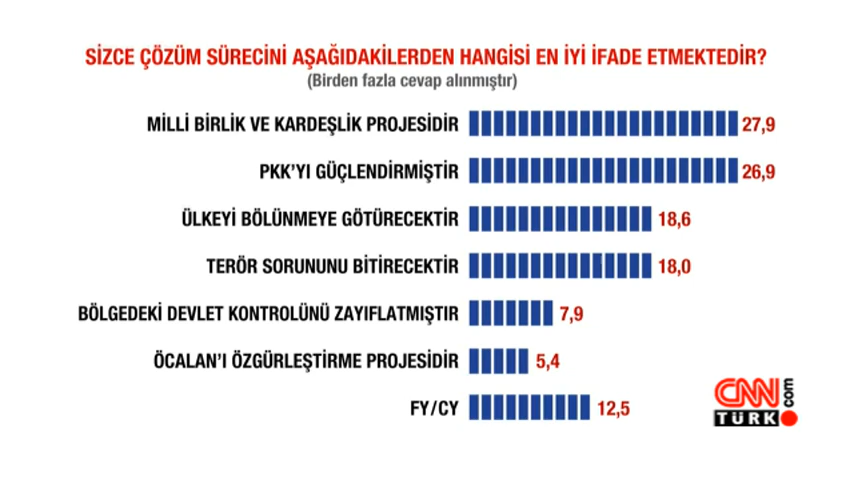 SİZCE ÇÖZÜM SÜRECİNİ AŞAĞIDAKİLERDEN HANGİSİ EN İYİ İFADE ETMEKTEDİR?
(Birden fazla cevap alınmıştır)
MİLLİ BİRLİK VE KARDEŞLİK PROJESİDİR 27,9
PKK'YI GÜÇLENDİRMİŞTİR 26,9
ÜLKEYİ BÖLÜNMEYE GÖTÜRECEKTİR 18,6
TERÖR SORUNUNU BİTİRECEKTİR 18,0
BÖLGEDEKİ DEVLET KONTROLÜNÜ ZAYIFLATMIŞTIR 7,9
ÖCALAN'I ÖZGÜRLEŞTİRME PROJESİDİR 5,4
FY/CY 12,5
CNN
TÜRK
.com